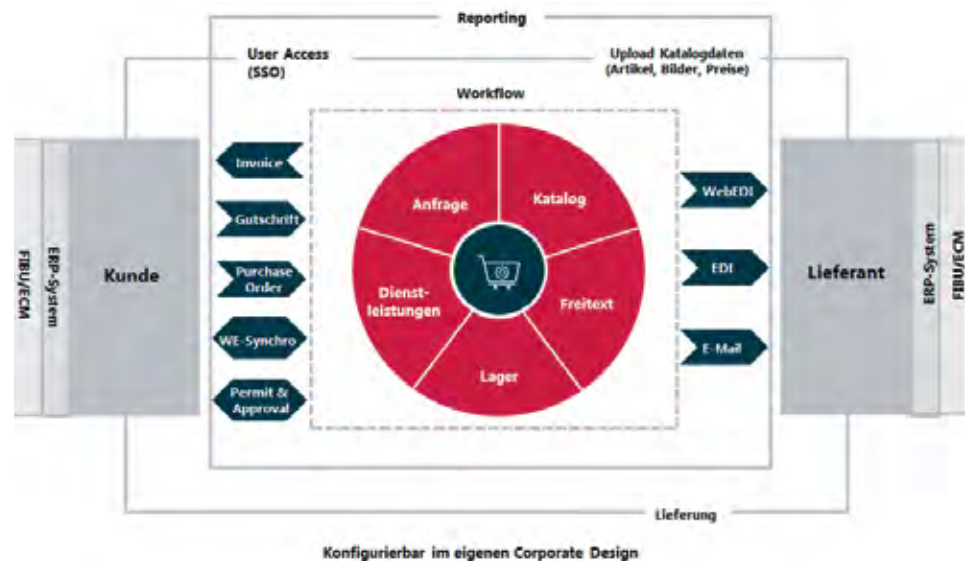 Reporting
User Access
(SSO)
Upload Katalogdaten
(Artikel, Bilder, Preise)
Workflow
FIBU/ECM
ERP-System
Kunde
Invoice
Gutschrift
Purchase
Order
WE-Synchro
Permit &
Approval
Anfrage
Katalog
Dienst-
leistungen
Freitext
Lager
WebEDI
EDI
E-Mail
Lieferant
ERP-System
FIBU/ECM
Lieferung
Konfigurierbar im eigenen Corporate Design